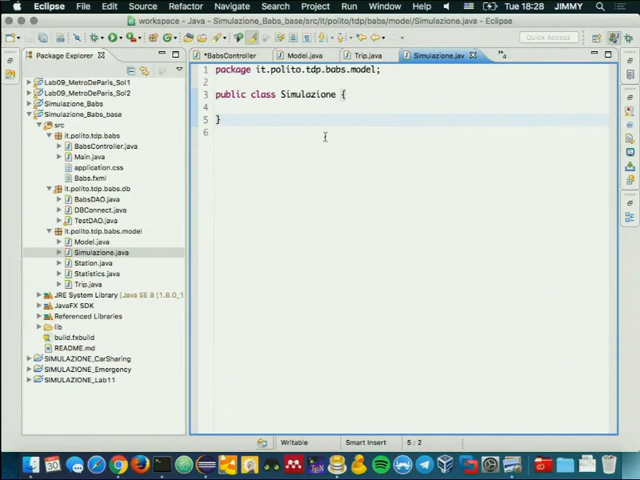 Eclipse File Edit Source Refactor Navigate Search Project Run Window Help Tue 18:28 JIMMY
workspace - Java - Simulazione_Babs_base/src/it/polito/tdp/babs/model/Simulazione.java - Eclipse
Quick Access
Package Explorer
*BabsController
Model.java
Trip.java
Simulazione.jav
4
Lab09_MetroDeParis_Sol1
Lab09_MetroDeParis_Sol2
Simulazione_Babs
Simulazione_Babs_base
src
it.polito.tdp.babs
BabsController.java
Main.java
application.css
Babs.fxml
it.polito.tdp.babs.db
BabsDAO.java
DBConnect.java
TestDAO.java
it.polito.tdp.babs.model
Model.java
Simulazione.java
Station.java
Statistics.java
Trip.java
JRE System Library [Java SE 8 [1.8.0_1
JavaFX SDK
Referenced Libraries
lib
build.fxbuild
README.md
SIMULAZIONE_CarSharing
SIMULAZIONE_Emergency
SIMULAZIONE_Lab11
1 package it.polito.tdp.babs.model;
2
3 public class Simulazione {
4
5 }
6
Writable Smart Insert 5 : 2